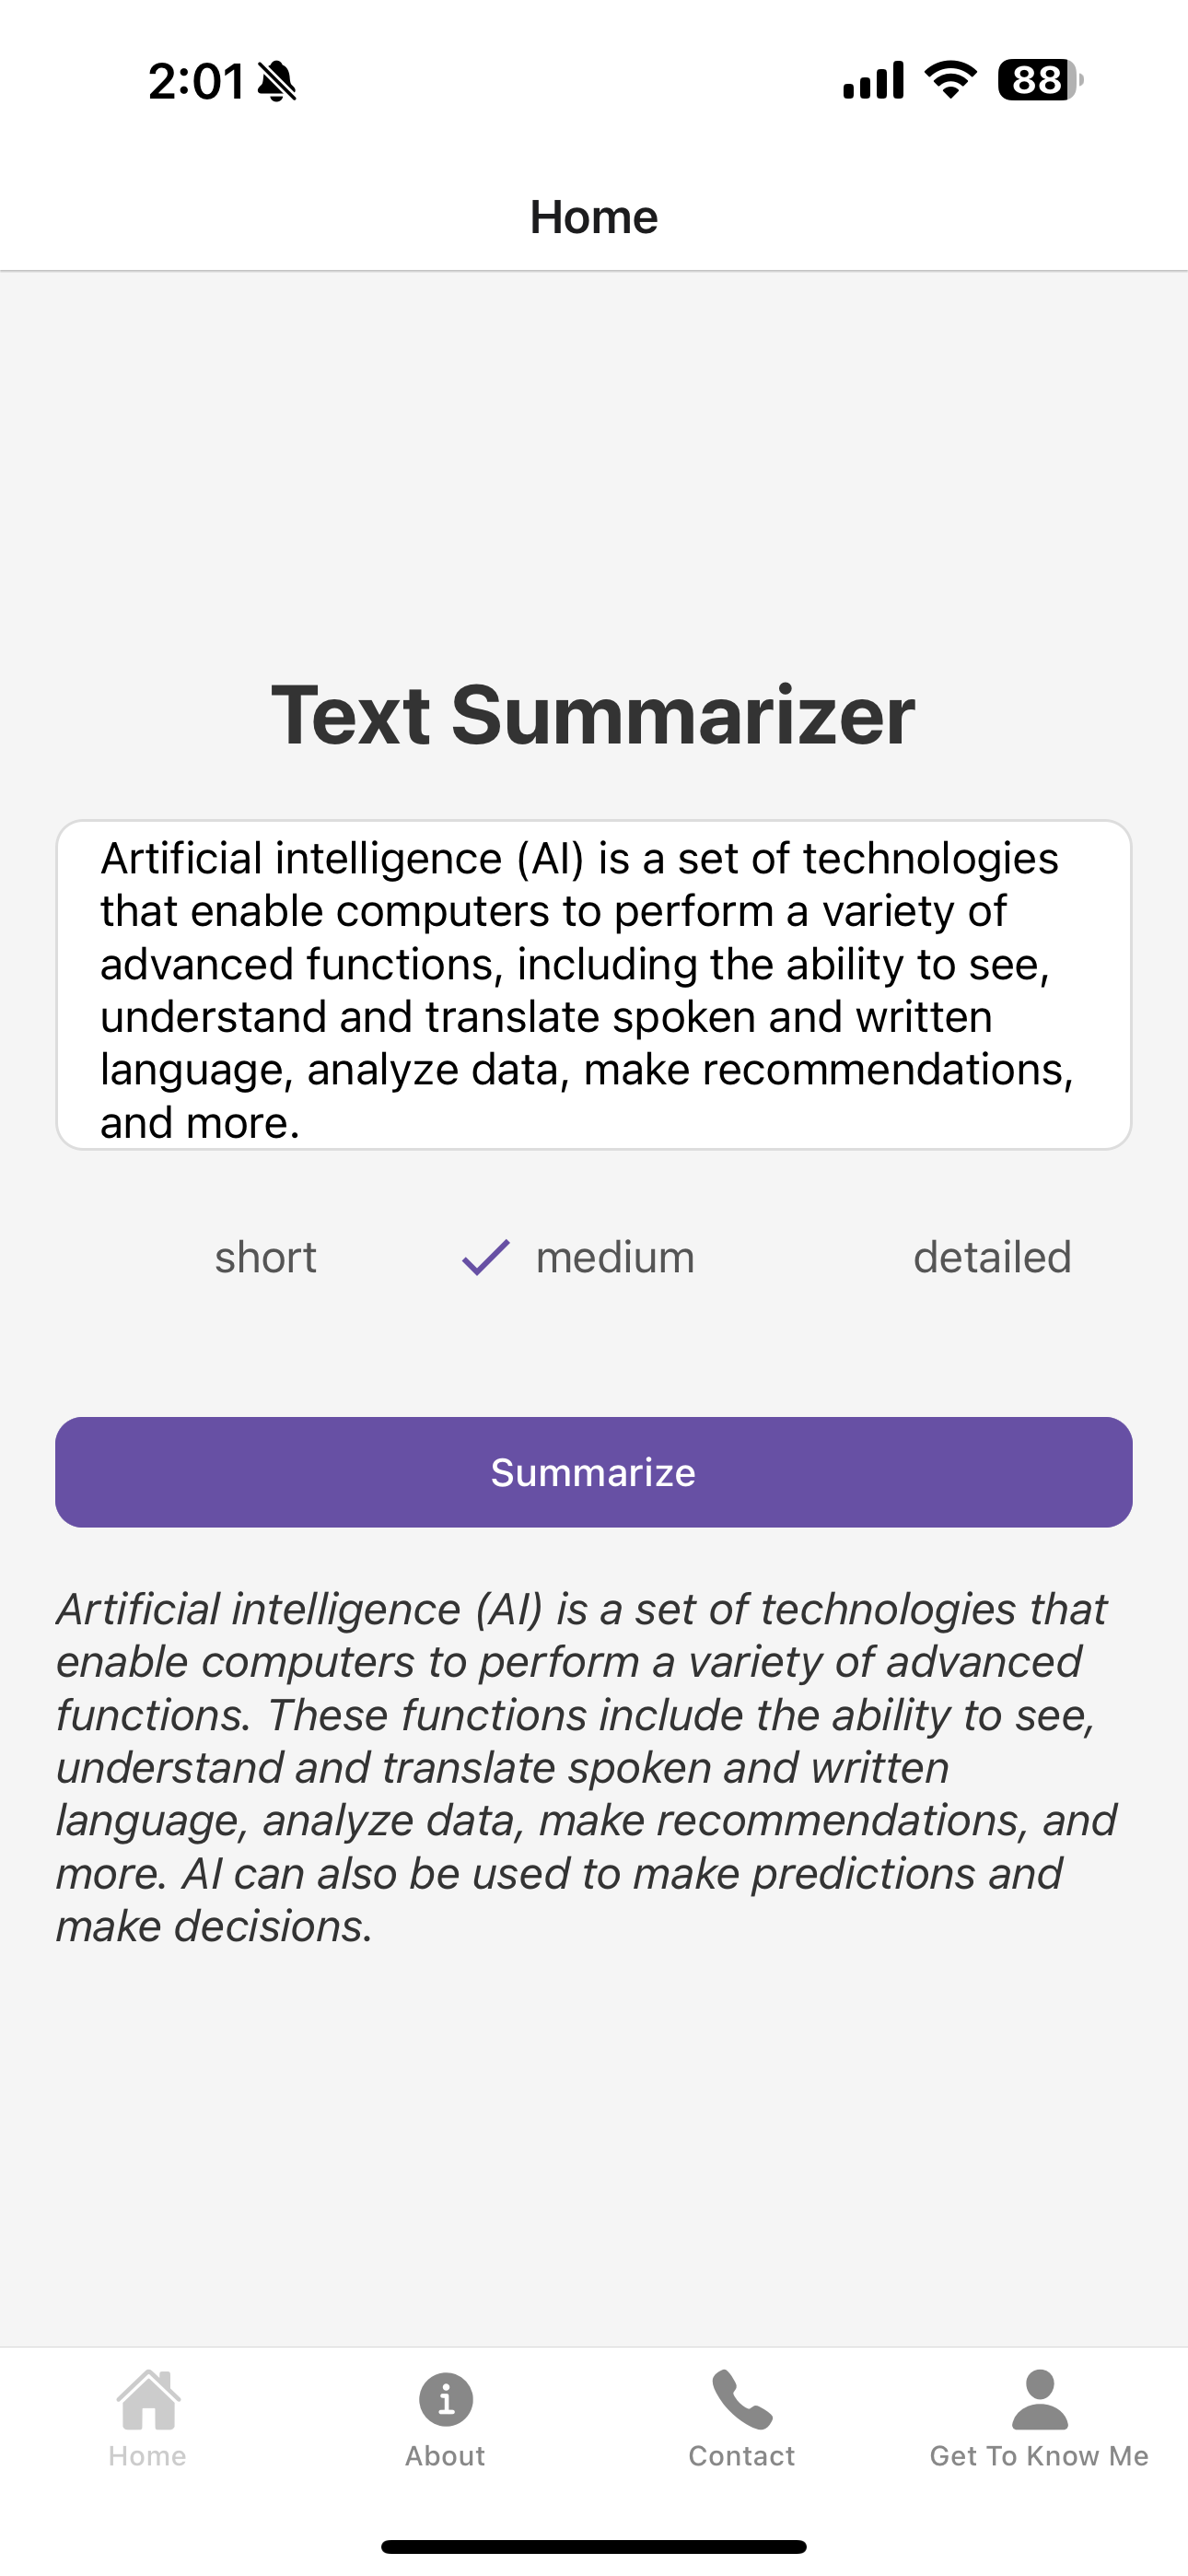 2:01
88
Home
Text Summarizer
Artificial intelligence (AI) is a set of technologies
that enable computers to perform a variety of
advanced functions, including the ability to see,
understand and translate spoken and written
language, analyze data, make recommendations,
and more.
short
medium
detailed
Summarize
Artificial intelligence (AI) is a set of technologies that
enable computers to perform a variety of advanced
functions. These functions include the ability to see,
understand and translate spoken and written
language, analyze data, make recommendations, and
more. AI can also be used to make predictions and
make decisions.
Home
About
Contact
Get To Know Me